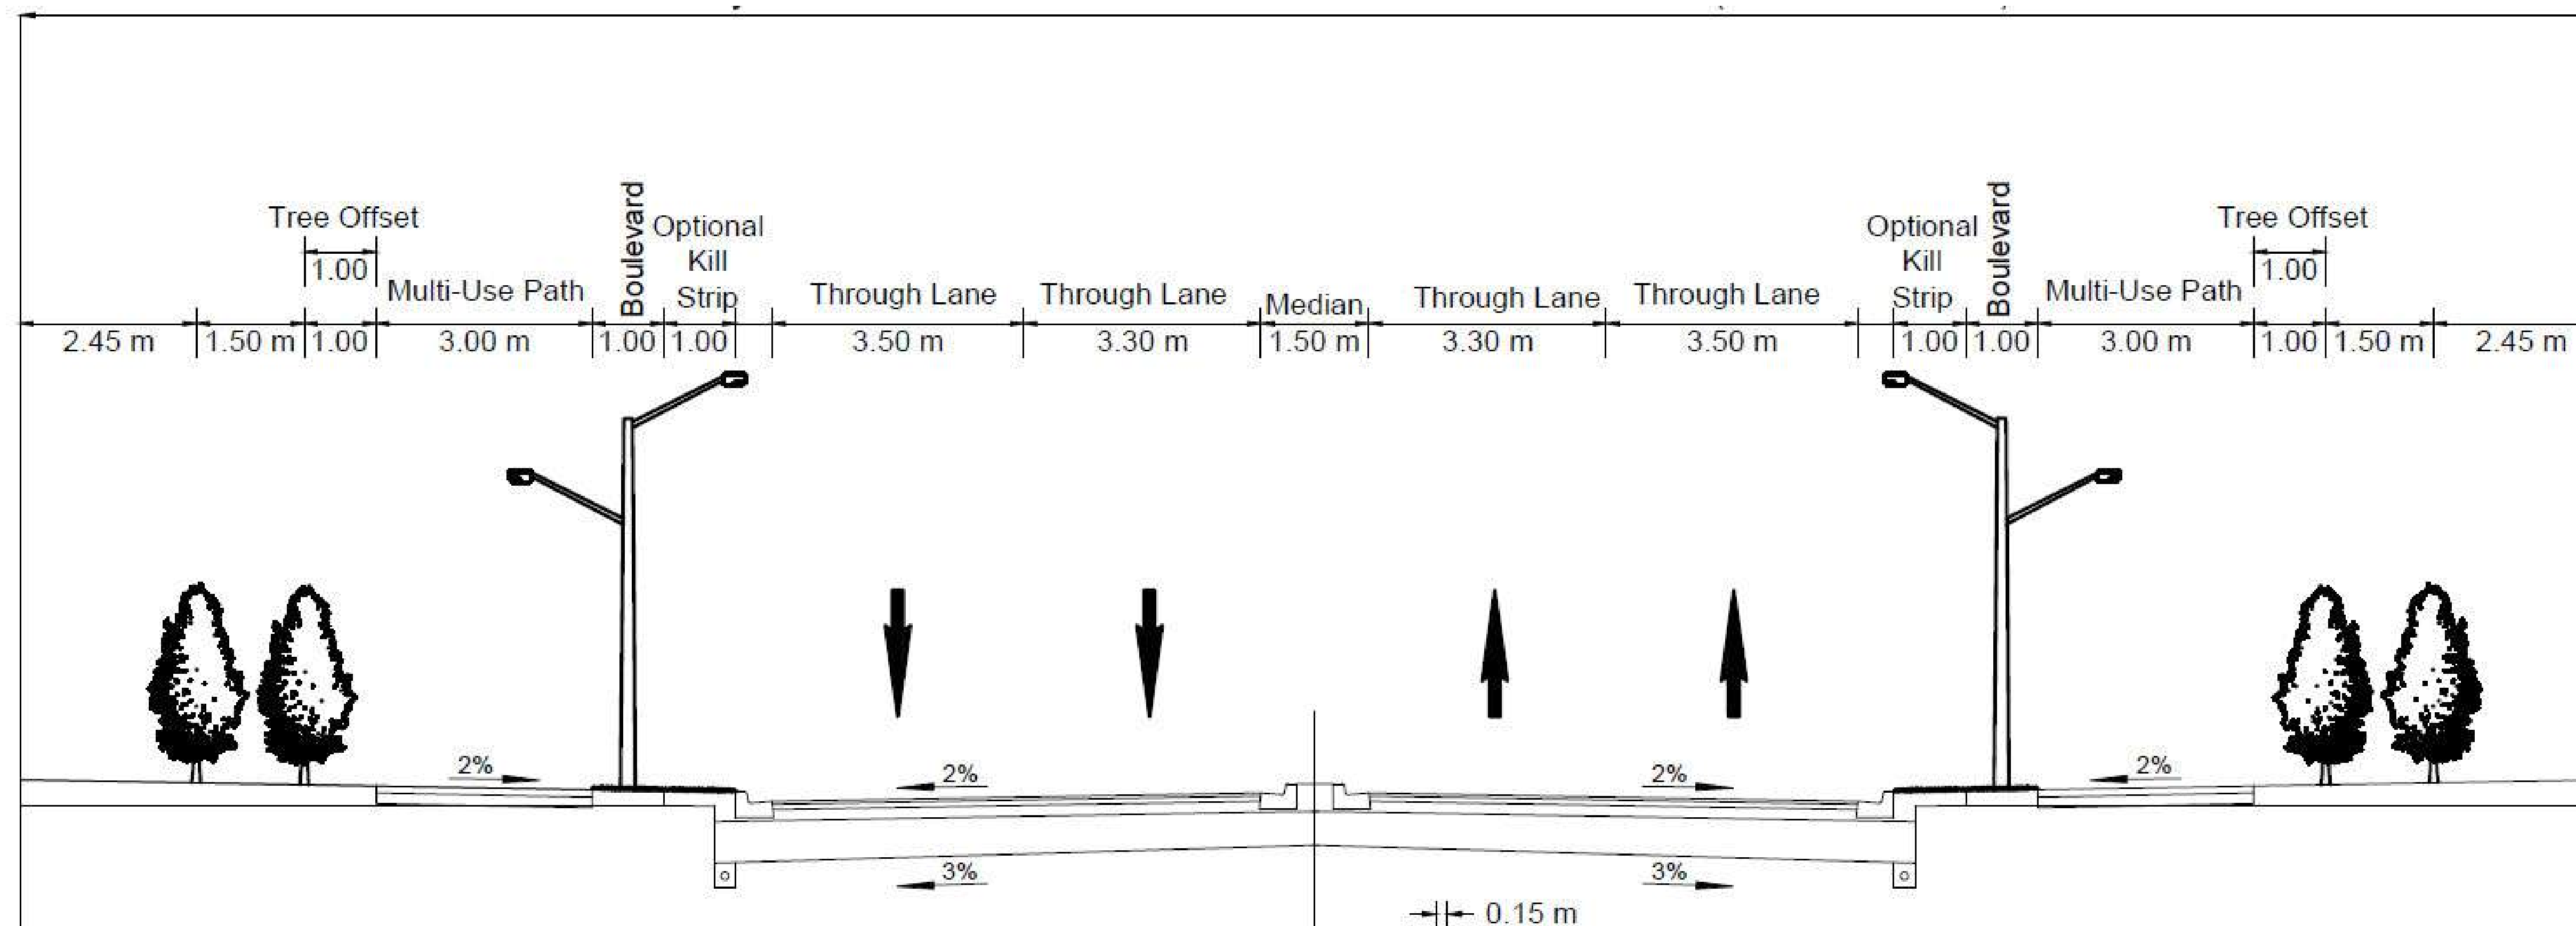 Tree Offset
1.00
Multi-Use Path
Boulevard
Optional
Kill
Strip
Through Lane
Through Lane
Median
Through Lane
Through Lane
Optional
Kill
Strip
Boulevard
Multi-Use Path
Tree Offset
1.00
2.45 m 1.50 m 1.00 3.00 m 1.00 1.00 3.50 m 3.30 m 1.50 m 3.30 m 3.50 m 1.00 1.00 3.00 m 1.00 1.50 m 2.45 m
2% 2% 2% 2%
3% 3%
0.15 m